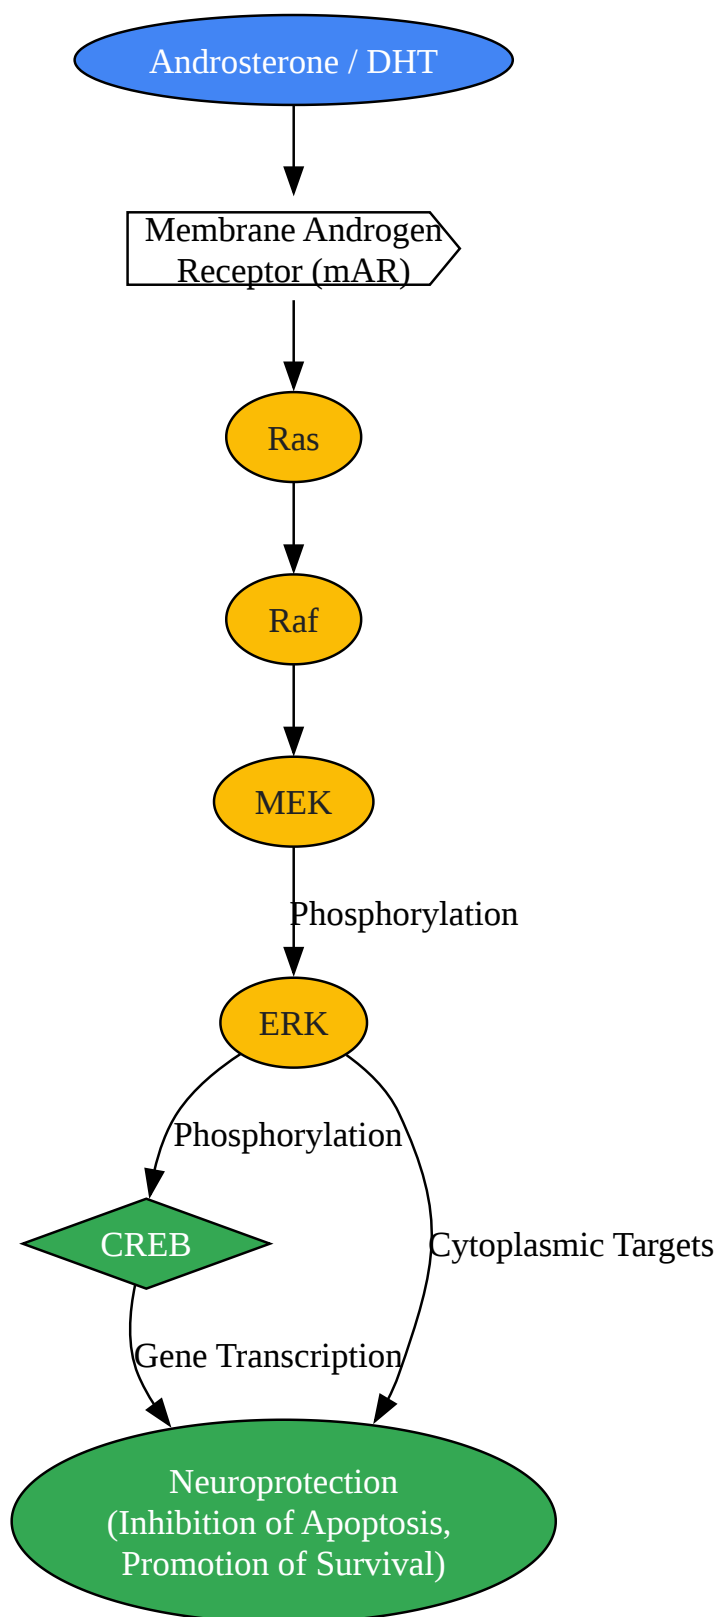 Androsterone / DHT
Membrane Androgen
Receptor (mAR)
Ras
Raf
MEK
Phosphorylation
ERK
Phosphorylation
CREB
Cytoplasmic Targets
Gene Transcription
Neuroprotection
(Inhibition of Apoptosis,
Promotion of Survival)